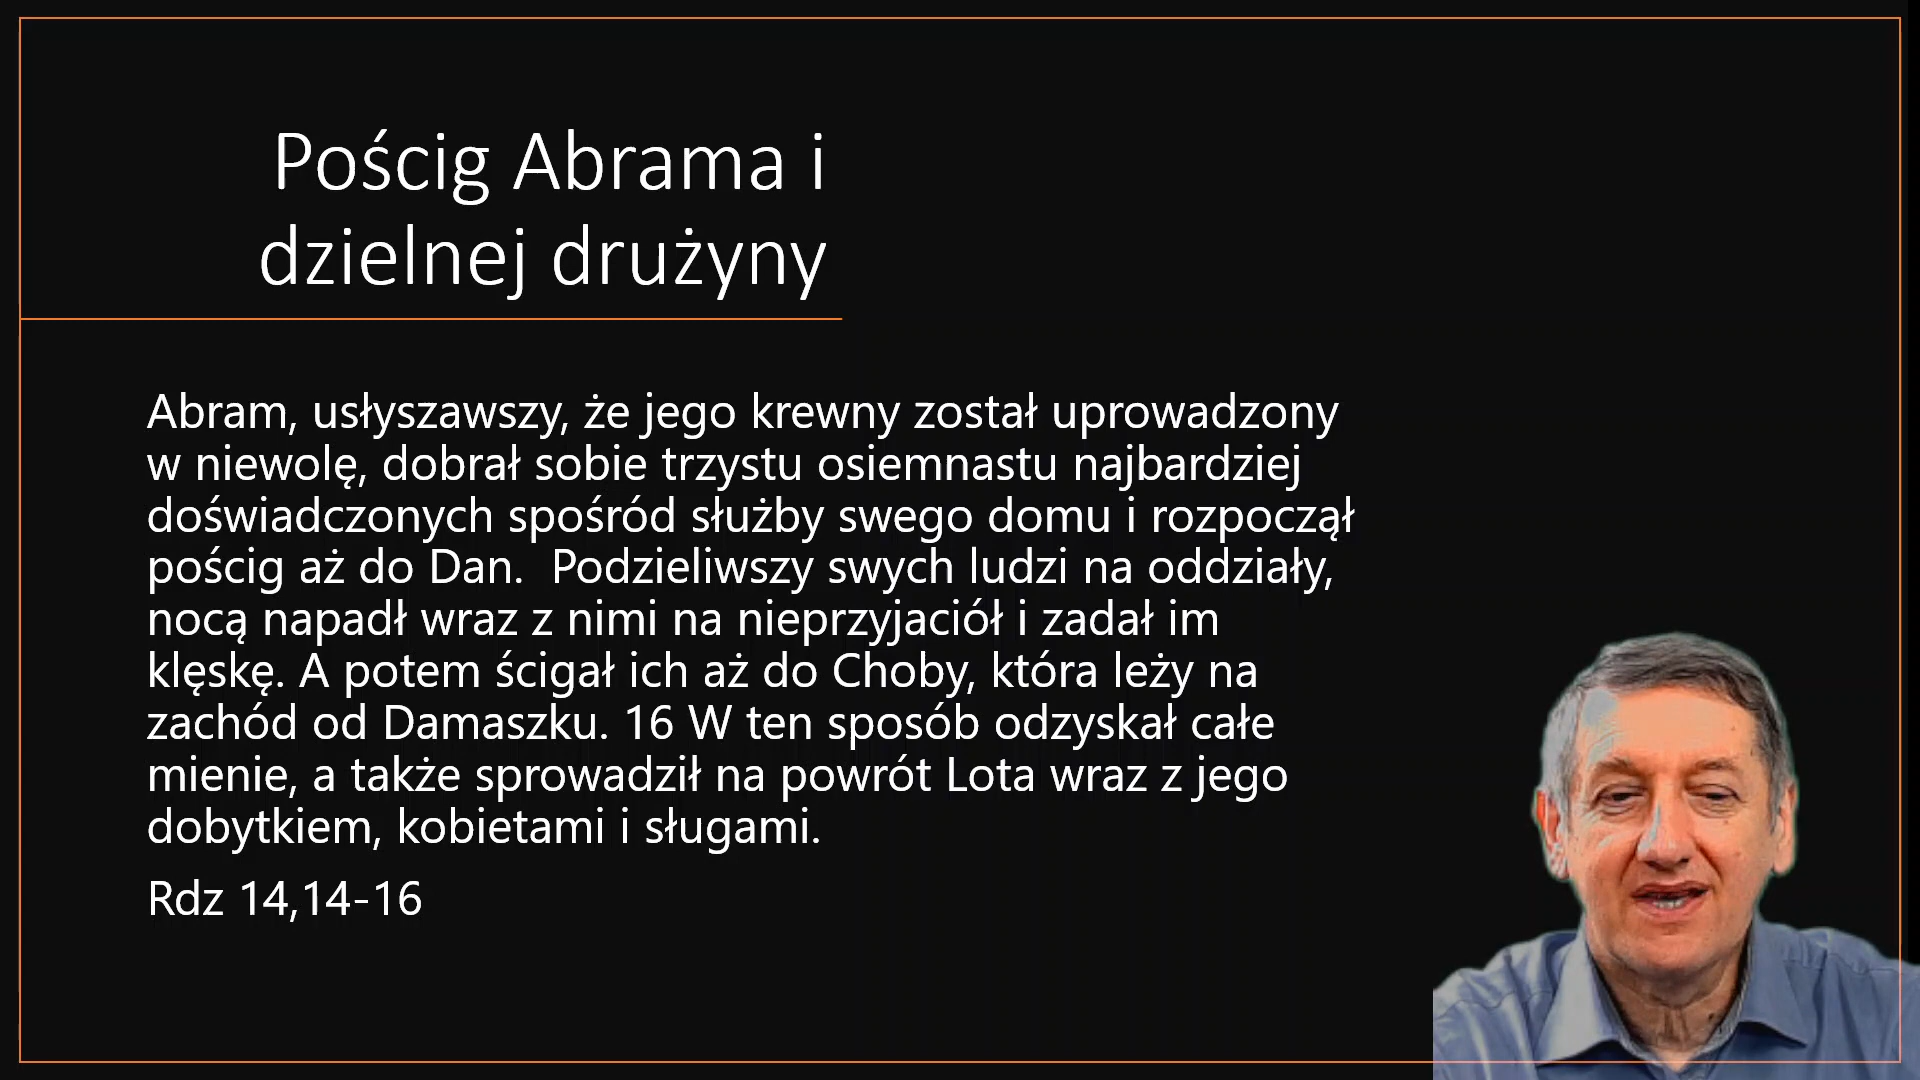 Pościg Abrama i
dzielnej drużyny
Abram, usłyszawszy, że jego krewny został uprowadzony
w niewolę, dobrał sobie trzystu osiemnastu najbardziej
doświadczonych spośród służby swego domu i rozpoczął
pościg aż do Dan.  Podzieliwszy swych ludzi na oddziały,
nocą napadł wraz z nimi na nieprzyjaciół i zadał im
klęskę. A potem ścigał ich aż do Choby, która leży na
zachód od Damaszku. 16 W ten sposób odzyskał całe
mienie, a także sprowadził na powrót Lota wraz z jego
dobytkiem, kobietami i sługami.
Rdz 14,14-16